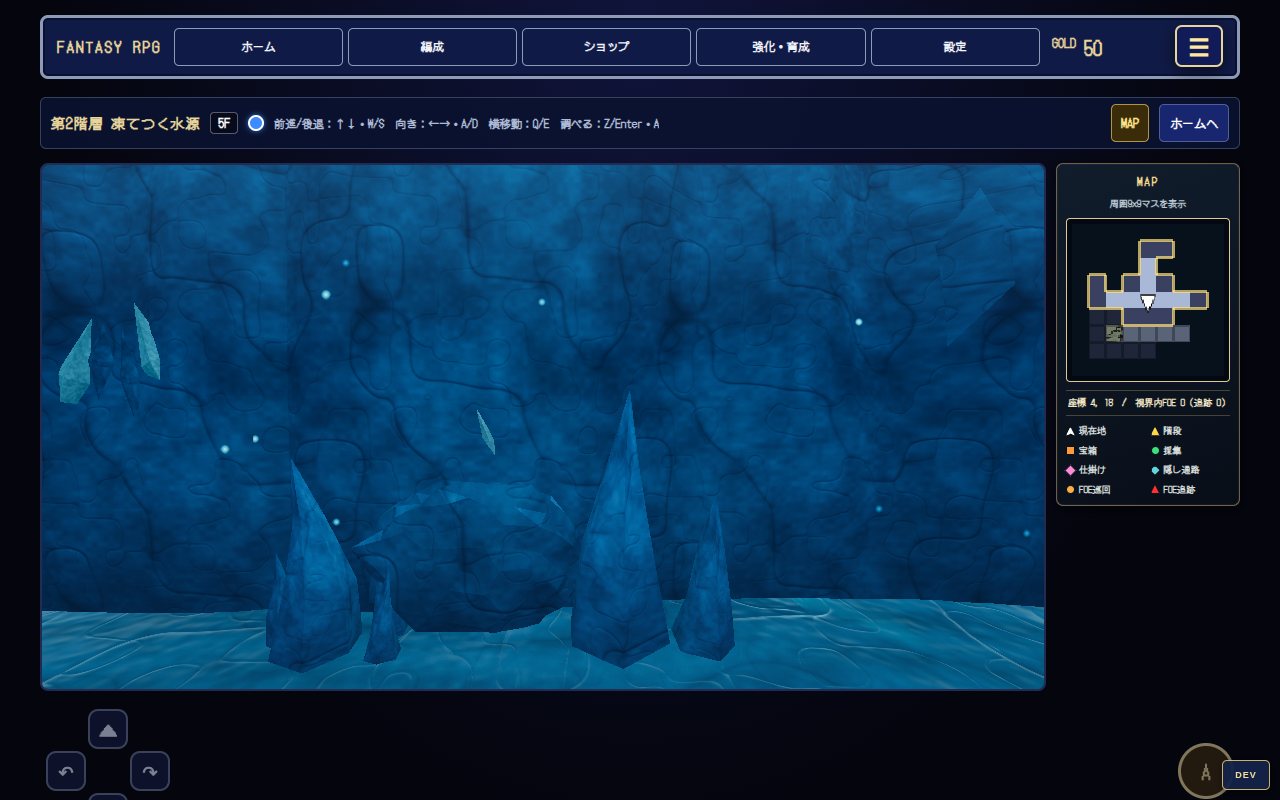 FANTASY RPG ホーム 編成 ショップ 強化・育成 設定 GOLD 50
第2階層 凍てつく水源 5F 前進/後退：↑↓・W/S 向き：←→・A/D 横移動：Q/E 調べる：Z/Enter・A MAP ホームへ
MAP
周囲9x9マスを表示
座標 4, 18 / 視界内FOE 0 (追跡 0)
現在地 階段
宝箱 採集
仕掛け 隠し通路
FOE巡回 FOE追跡
A DEV